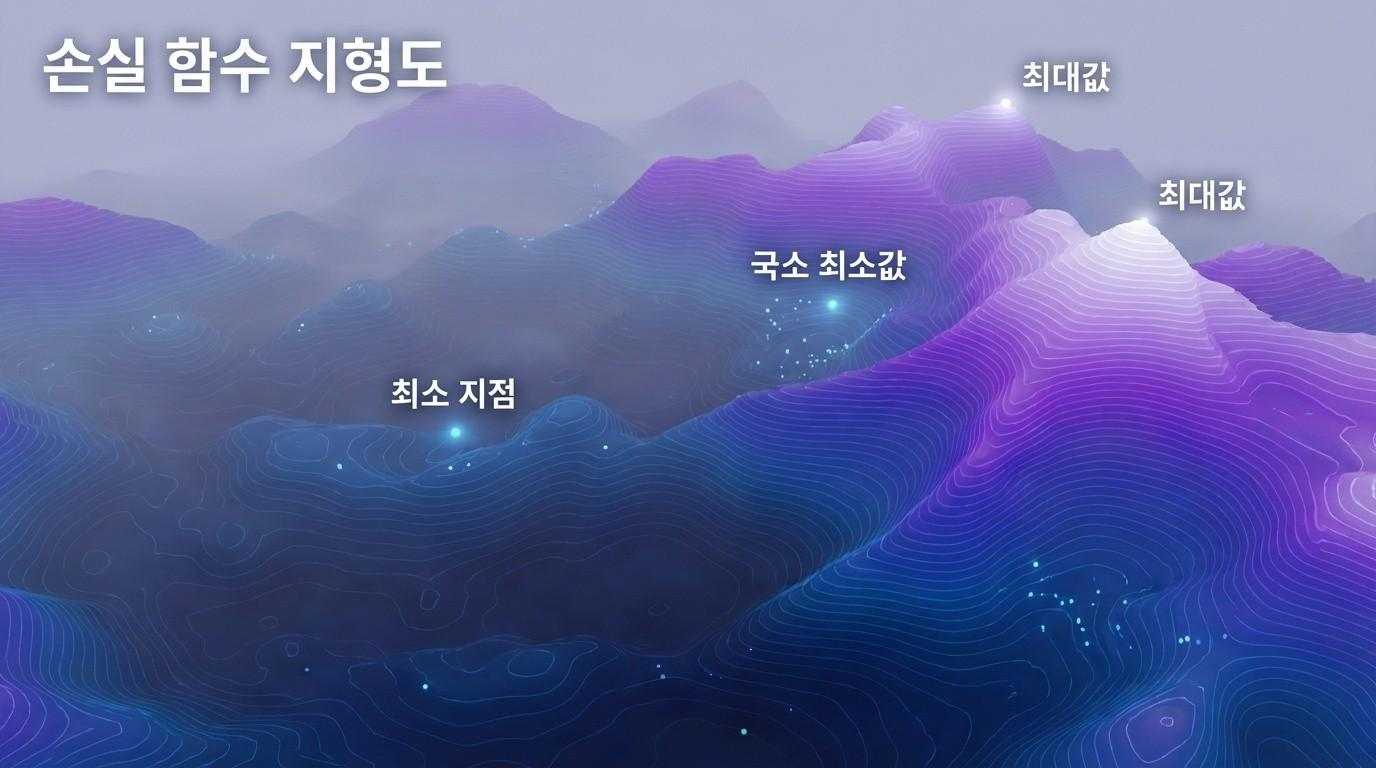 손실 함수 지형도
최대값
최대값
국소 최소값
최소 지점